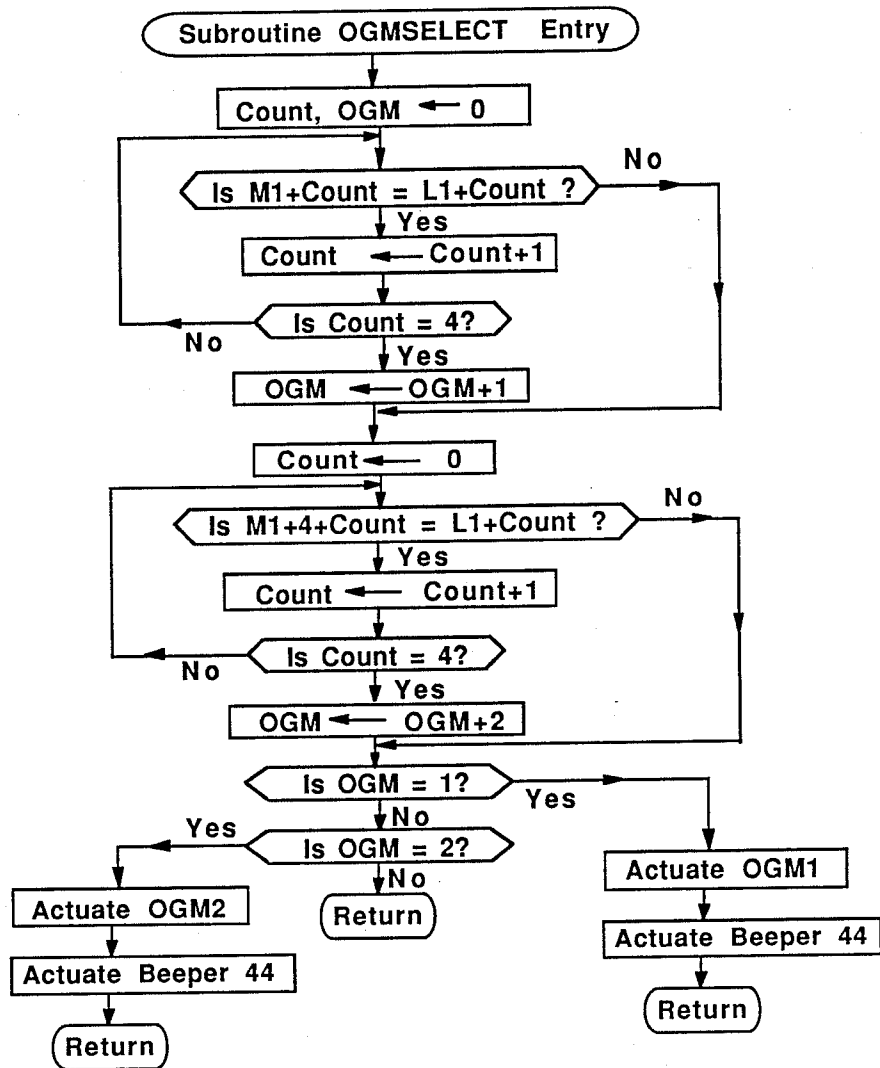 Subroutine OGMSELECT Entry
Count, OGM ← 0
Is M1+Count = L1+Count ?
No
Yes
Count ← Count+1
Is Count = 4?
No
Yes
OGM ← OGM+1
Count ← 0
Is M1+4+Count = L1+Count ?
No
Yes
Count ← Count+1
Is Count = 4?
No
Yes
OGM ← OGM+2
Is OGM = 1?
Yes
No
Is OGM = 2?
Yes
No
Return
Actuate OGM1
Actuate Beeper 44
Return
Actuate OGM2
Actuate Beeper 44
Return